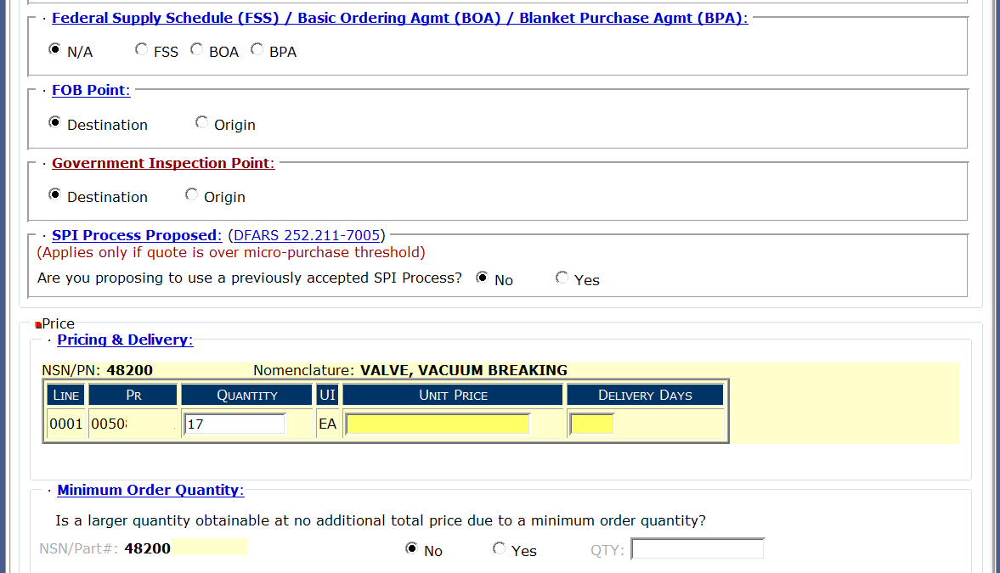 · Federal Supply Schedule (FSS) / Basic Ordering Agmt (BOA) / Blanket Purchase Agmt (BPA):
N/A FSS BOA BPA
· FOB Point:
Destination Origin
· Government Inspection Point:
Destination Origin
· SPI Process Proposed: (DFARS 252.211-7005)
(Applies only if quote is over micro-purchase threshold)
Are you proposing to use a previously accepted SPI Process? No Yes
Price
· Pricing & Delivery:
NSN/PN: 48200 Nomenclature: VALVE, VACUUM BREAKING
LINE PR QUANTITY UI UNIT PRICE DELIVERY DAYS
0001 0050 17 EA
· Minimum Order Quantity:
Is a larger quantity obtainable at no additional total price due to a minimum order quantity?
NSN/Part#: 48200 No Yes QTY: